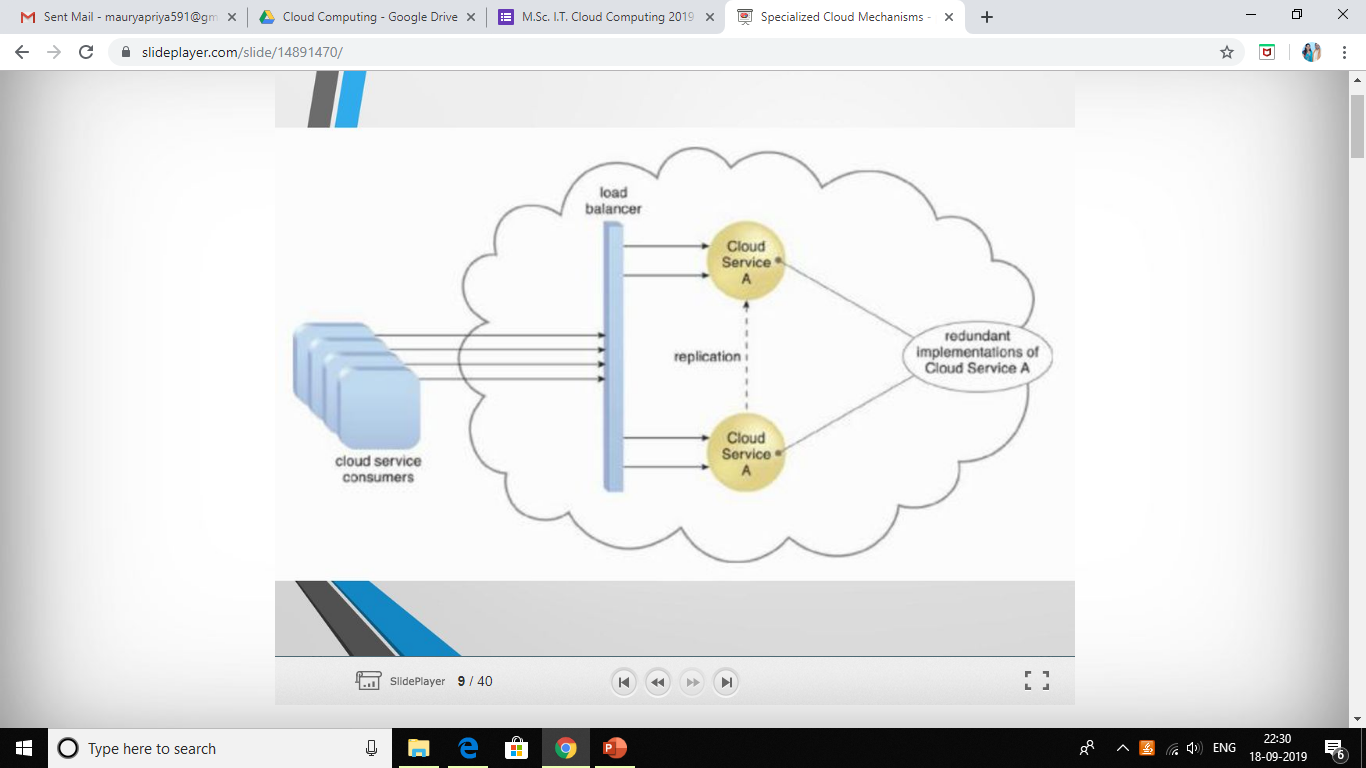 Sent Mail - mauryapriya591@gm
Cloud Computing - Google Drive
M.Sc. I.T. Cloud Computing 2019
Specialized Cloud Mechanisms -
slideplayer.com/slide/14891470/
load
balancer
Cloud
Service
A
redundant
implementations of
Cloud Service A
replication
Cloud
Service
A
cloud service
consumers
SlidePlayer 9 / 40
Type here to search
ENG
22:30
18-09-2019
6